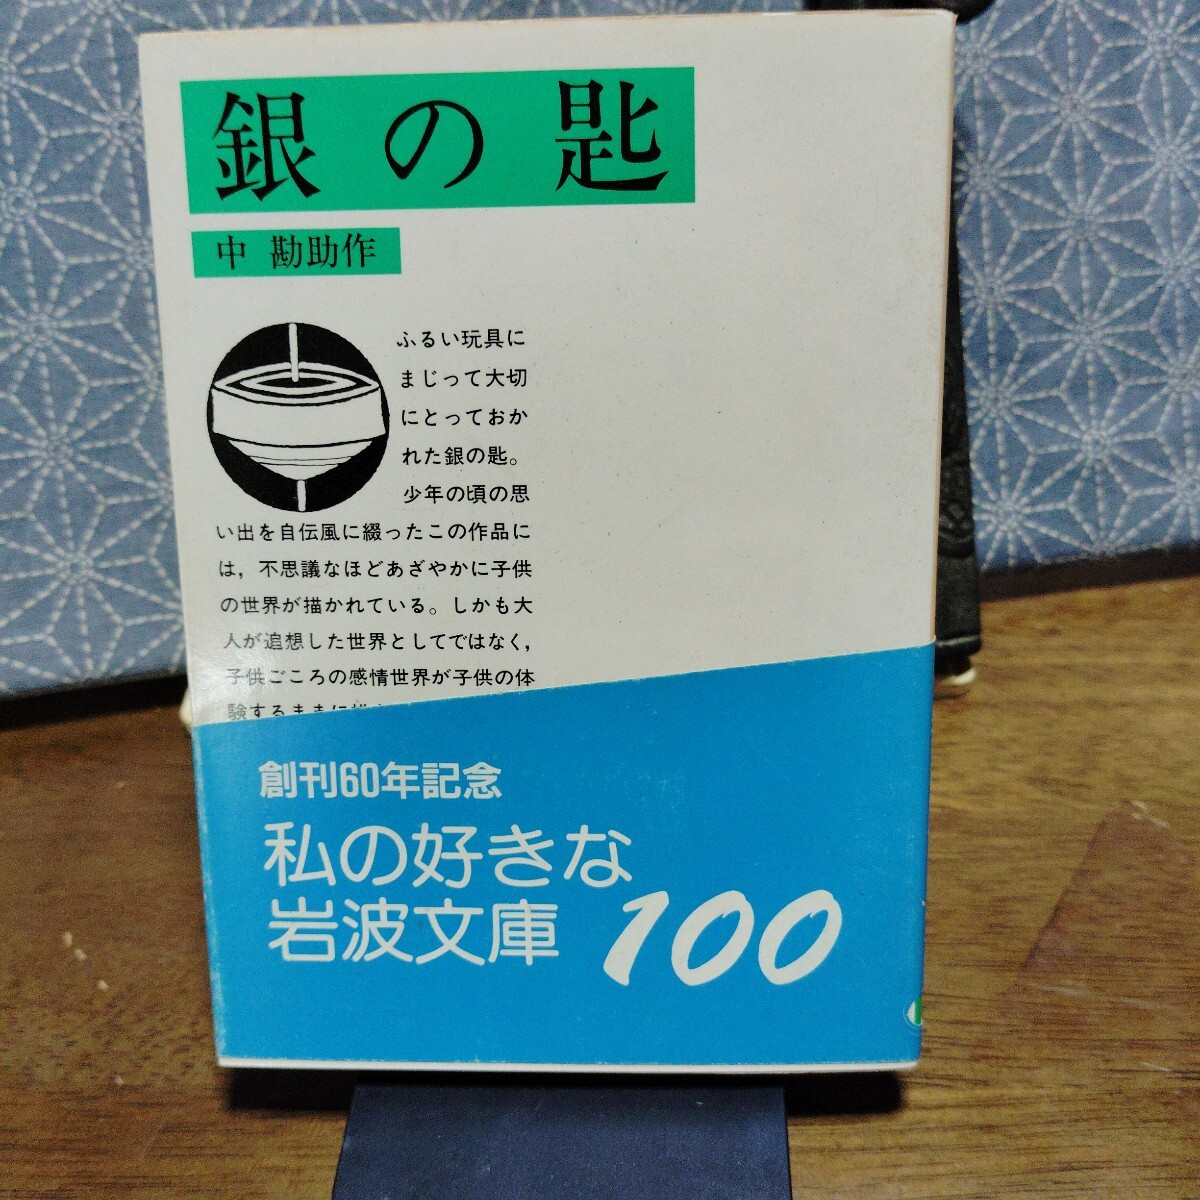 銀の匙
中 勘助作
ふるい玩具に
まじって大切
にとっておか
れた銀の匙。
少年の頃の思
い出を自伝風に綴ったこの作品に
は，不思議なほどあざやかに子供
の世界が描かれている。しかも大
人が追想した世界としてではなく，
子供ごころの感情世界が子供の体
験するままに
創刊60年記念
私の好きな
岩波文庫 100